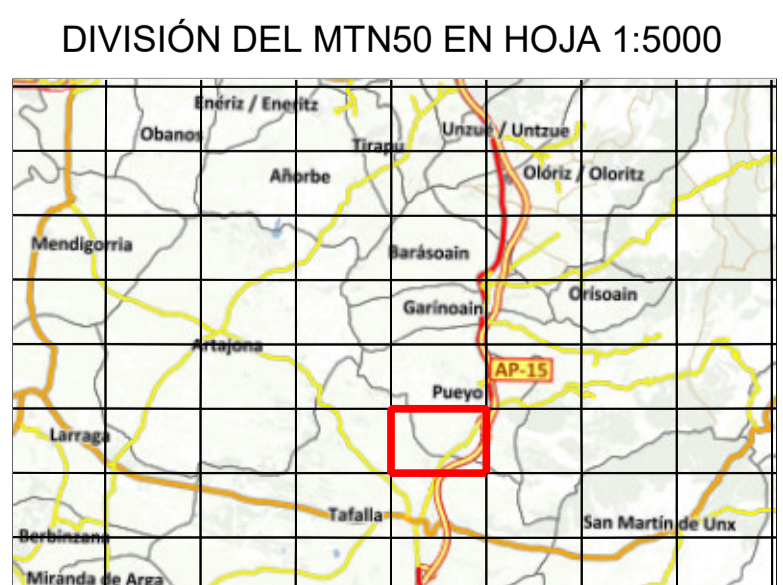 DIVISIÓN DEL MTN50 EN HOJA 1:5000
Enériz / Eneritz
Obanos
Unzué / Untzue
Tirapu
Añorbe
Olóriz / Oloritz
Mendigorria
Barásoain
Orisoain
Garínoain
Artajona
AP-15
Pueyo
Larraga
Tafalla
San Martín de Unx
Berbinzana
Miranda de Arga